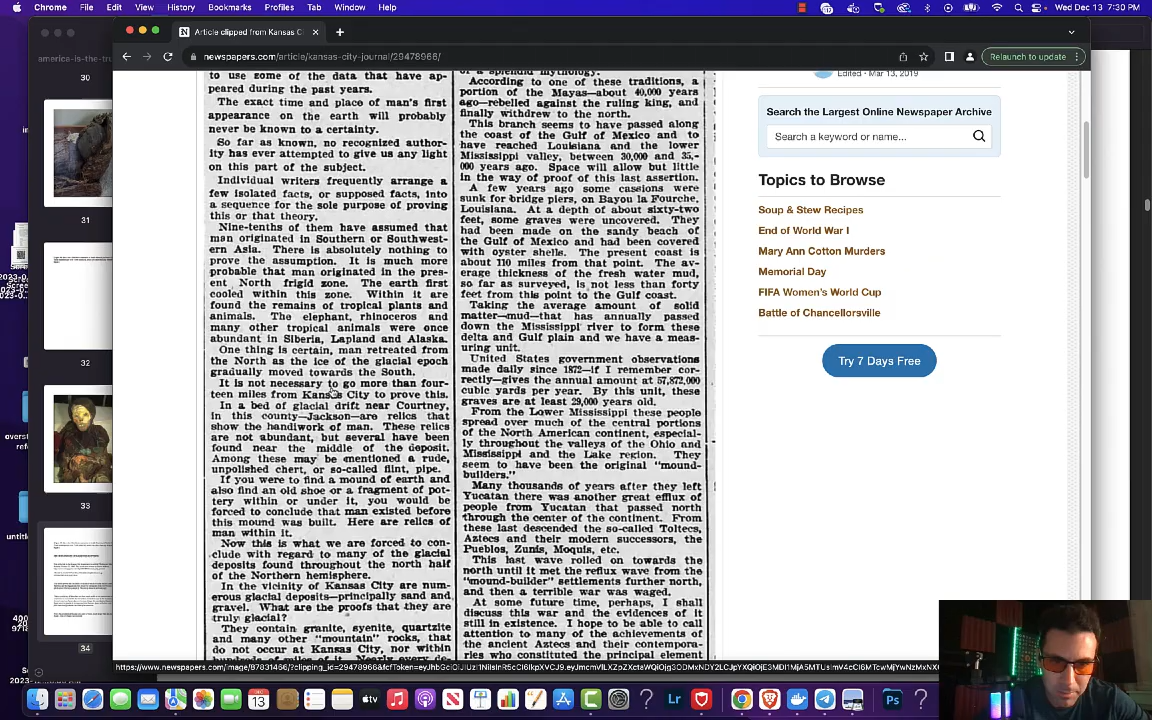 Chrome File Edit View History Bookmarks Profiles Tab Window Help
Wed Dec 13 7:30 PM
Article clipped from Kansas Ci
newspapers.com/article/kansas-city-journal/29478966/
Relaunch to update
america-is-the-tru
30
31
32
33
34
to use some of the data that have ap-
peared during the past years.
The exact time and place of man's first
appearance on the earth will probably
never be known to a certainty.
So far as known, no recognized author-
ity has ever attempted to give us any light
on this part of the subject.
Individual writers frequently arrange a
few isolated facts, or supposed facts, into
a sequence for the sole purpose of proving
this or that theory.
Nine-tenths of them have assumed that
man originated in Southern or Southwest-
ern Asia. There is absolutely nothing to
prove the assumption. It is much more
probable that man originated in the pres-
ent North frigid zone. The earth first
cooled within this zone. Within it are
found the remains of tropical plants and
animals. The elephant, rhinoceros and
many other tropical animals were once
abundant in Siberia, Lapland and Alaska.
One thing is certain, man retreated from
the North as the ice of the glacial epoch
gradually moved towards the South.
It is not necessary to go more than four-
teen miles from Kansas City to prove this.
In a bed of glacial drift near Courtney,
in this county—Jackson—are relics that
show the handiwork of man. These relics
are not abundant, but several have been
found near the middle of the deposit.
Among these may be mentioned a rude,
unpolished chert, or so-called flint, pipe.
If you were to find a mound of earth and
also find an old shoe or a fragment of pot-
tery within or under it, you would be
forced to conclude that man existed before
this mound was built. Here are relics of
man within it.
Now this is what we are forced to con-
clude with regard to many of the glacial
deposits found throughout the north half
of the Northern hemisphere.
In the vicinity of Kansas City are num-
erous glacial deposits—principally sand and
gravel. What are the proofs that they are
truly glacial?
They contain granite, syenite, quartzite
and many other "mountain" rocks, that
do not occur at Kansas City, nor within
of a splendid mythology.
According to one of these traditions, a
portion of the Mayas—about 40,000 years
ago—rebelled against the ruling king, and
finally withdrew to the north.
This branch seems to have passed along
the coast of the Gulf of Mexico and to
have reached Louisiana and the lower
Mississippi valley, between 30,000 and 35,-
000 years ago. Space will allow but little
in the way of proof of this last assertion.
A few years ago some cassions were
sunk for bridge piers, on Bayou la Fourche,
Louisiana. At a depth of about sixty-two
feet, some graves were uncovered. They
had been made on the sandy beach of
the Gulf of Mexico and had been covered
with oyster shells. The present coast is
about 110 miles from that point. The av-
erage thickness of the fresh water mud,
so far as surveyed, is not less than forty
feet from this point to the Gulf coast.
Taking the average amount of solid
matter—mud—that has annually passed
down the Mississippi river to form these
delta and Gulf plain and we have a meas-
uring unit.
United States government observations
made daily since 1872—if I remember cor-
rectly—gives the annual amount at 57,872,000
cubic yards per year. By this unit, these
graves are at least 29,000 years old.
From the Lower Mississippi these people
spread over much of the central portions
of the North American continent, especial-
ly throughout the valleys of the Ohio and
Mississippi and the Lake region. They
seem to have been the original "mound-
builders."
Many thousands of years after they left
Yucatan there was another great efflux of
people from Yucatan that passed north
through the center of the continent. From
these last descended the so-called Toltecs,
Aztecs and their modern successors, the
Pueblos, Zunis, Moquis, etc.
This last wave rolled on towards the
north until it met the reflux wave from the
"mound-builder" settlements further north,
and then a terrible war was waged.
At some future time, perhaps, I shall
discuss this war and the evidences of it
still in existence. I hope to be able to call
attention to many of the achievements of
the ancient Aztecs and their contempora-
ries who constituted the principal element
Edited • Mar 13, 2019
Search the Largest Online Newspaper Archive
Search a keyword or name...
Topics to Browse
Soup & Stew Recipes
End of World War I
Mary Ann Cotton Murders
Memorial Day
FIFA Women's World Cup
Battle of Chancellorsville
Try 7 Days Free